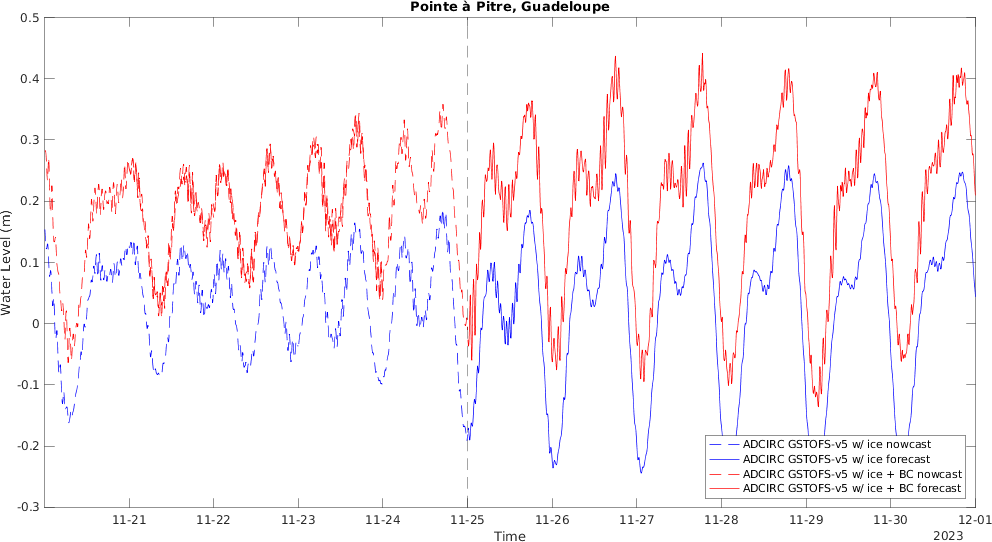 Pointe à Pitre, Guadeloupe
0.5
0.4
0.3
0.2
0.1
0
-0.1
-0.2
-0.3
Water Level (m)
ADCIRC GSTOFS-v5 w/ ice nowcast
ADCIRC GSTOFS-v5 w/ ice forecast
ADCIRC GSTOFS-v5 w/ ice + BC nowcast
ADCIRC GSTOFS-v5 w/ ice + BC forecast
11-21 11-22 11-23 11-24 11-25 11-26 11-27 11-28 11-29 11-30 12-01
Time
2023